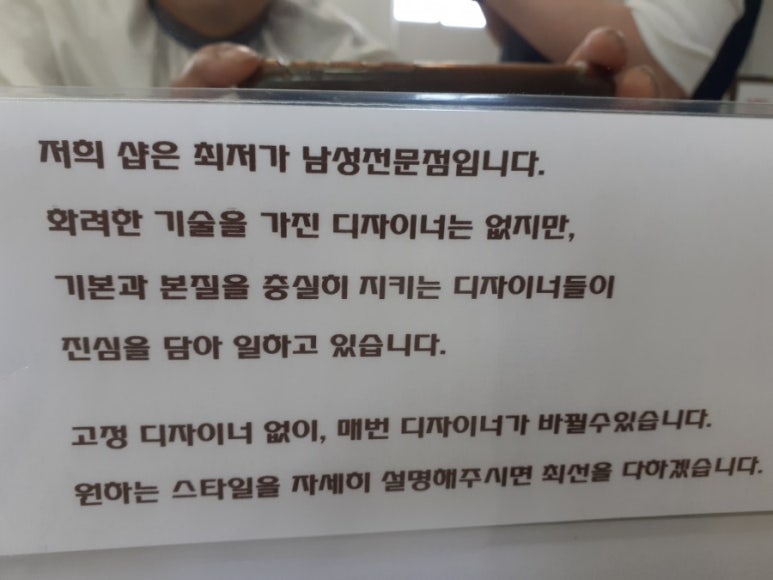 저희 샵은 최저가 남성전문점입니다.
화려한 기술을 가진 디자이너는 없지만,
기본과 본질을 충실히 지키는 디자이너들이
진심을 담아 일하고 있습니다.
고정 디자이너 없이, 매번 디자이너가 바뀔수있습니다.
원하는 스타일을 자세히 설명해주시면 최선을 다하겠습니다.